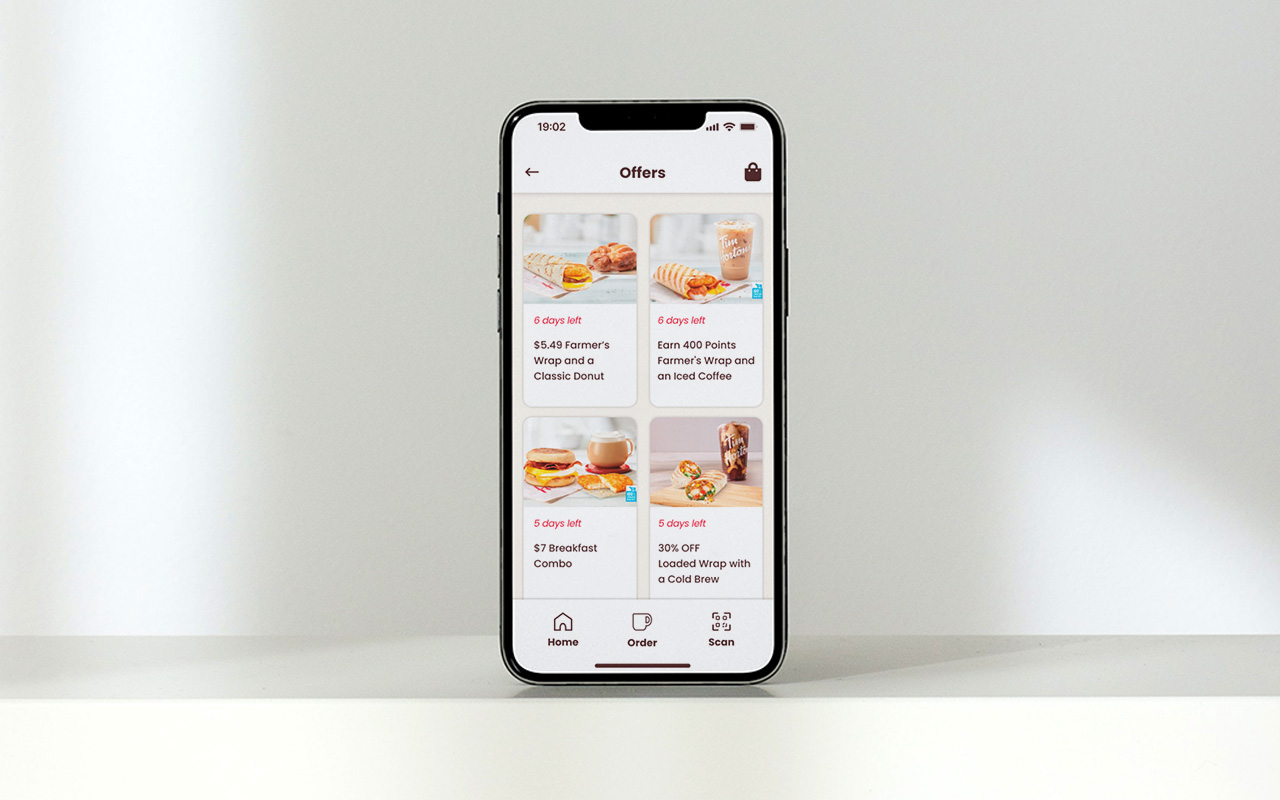 19:02
Offers
Tim
Hortons
6 days left
6 days left
$5.49 Farmer's
Wrap and a
Classic Donut
Earn 400 Points
Farmer's Wrap and
an Iced Coffee
Tim
Hortons
5 days left
5 days left
$7 Breakfast
Combo
30% OFF
Loaded Wrap with
a Cold Brew
Home
Order
Scan